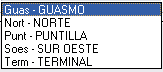 Guas - GUASMO
Nort - NORTE
Punt - PUNTILLA
Soes - SUR OESTE
Term - TERMINAL